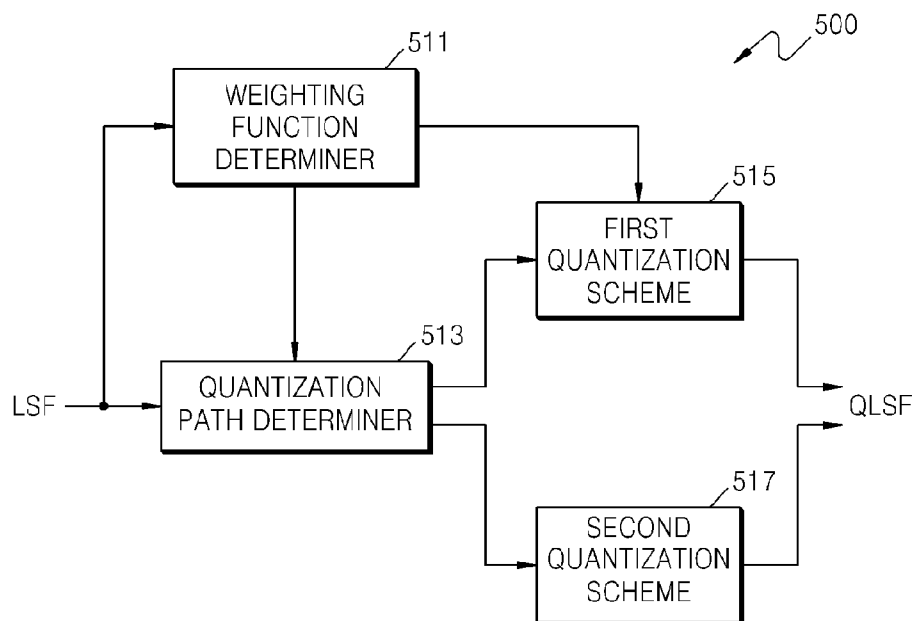 500
511
WEIGHTING
FUNCTION
DETERMINER
515
FIRST
QUANTIZATION
SCHEME
513
QUANTIZATION
PATH DETERMINER
LSF
QLSF
517
SECOND
QUANTIZATION
SCHEME